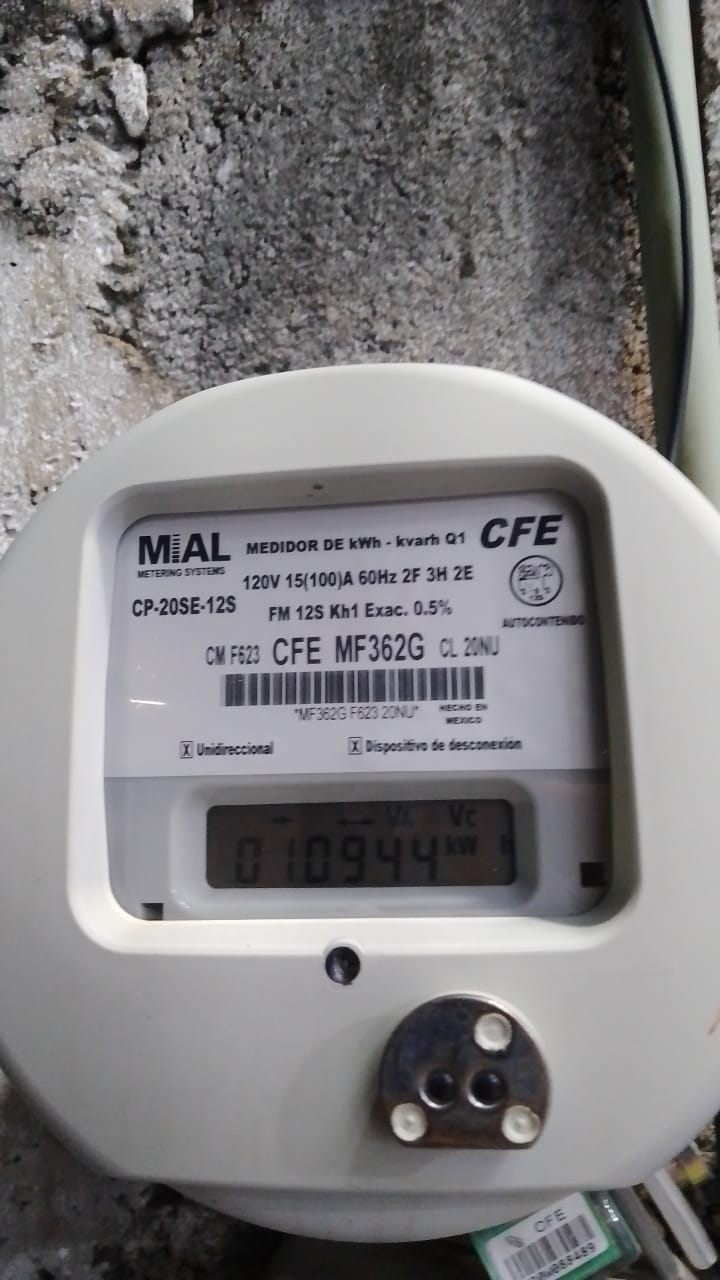 MIAL
METERING SYSTEMS
MEDIDOR DE kWh - kvarh Q1
CFE
120V 15(100)A 60Hz 2F 3H 2E
CP-20SE-12S
FM 12S Kh1 Exac. 0.5%
AUTOCONTENIDO
CM F623 CFE MF362G CL 20NU
*MF362G F623 20NU*
HECHO EN
MEXICO
X Unidireccional
X Dispositivo de desconexión
VA VC
010944 kW h
CFE